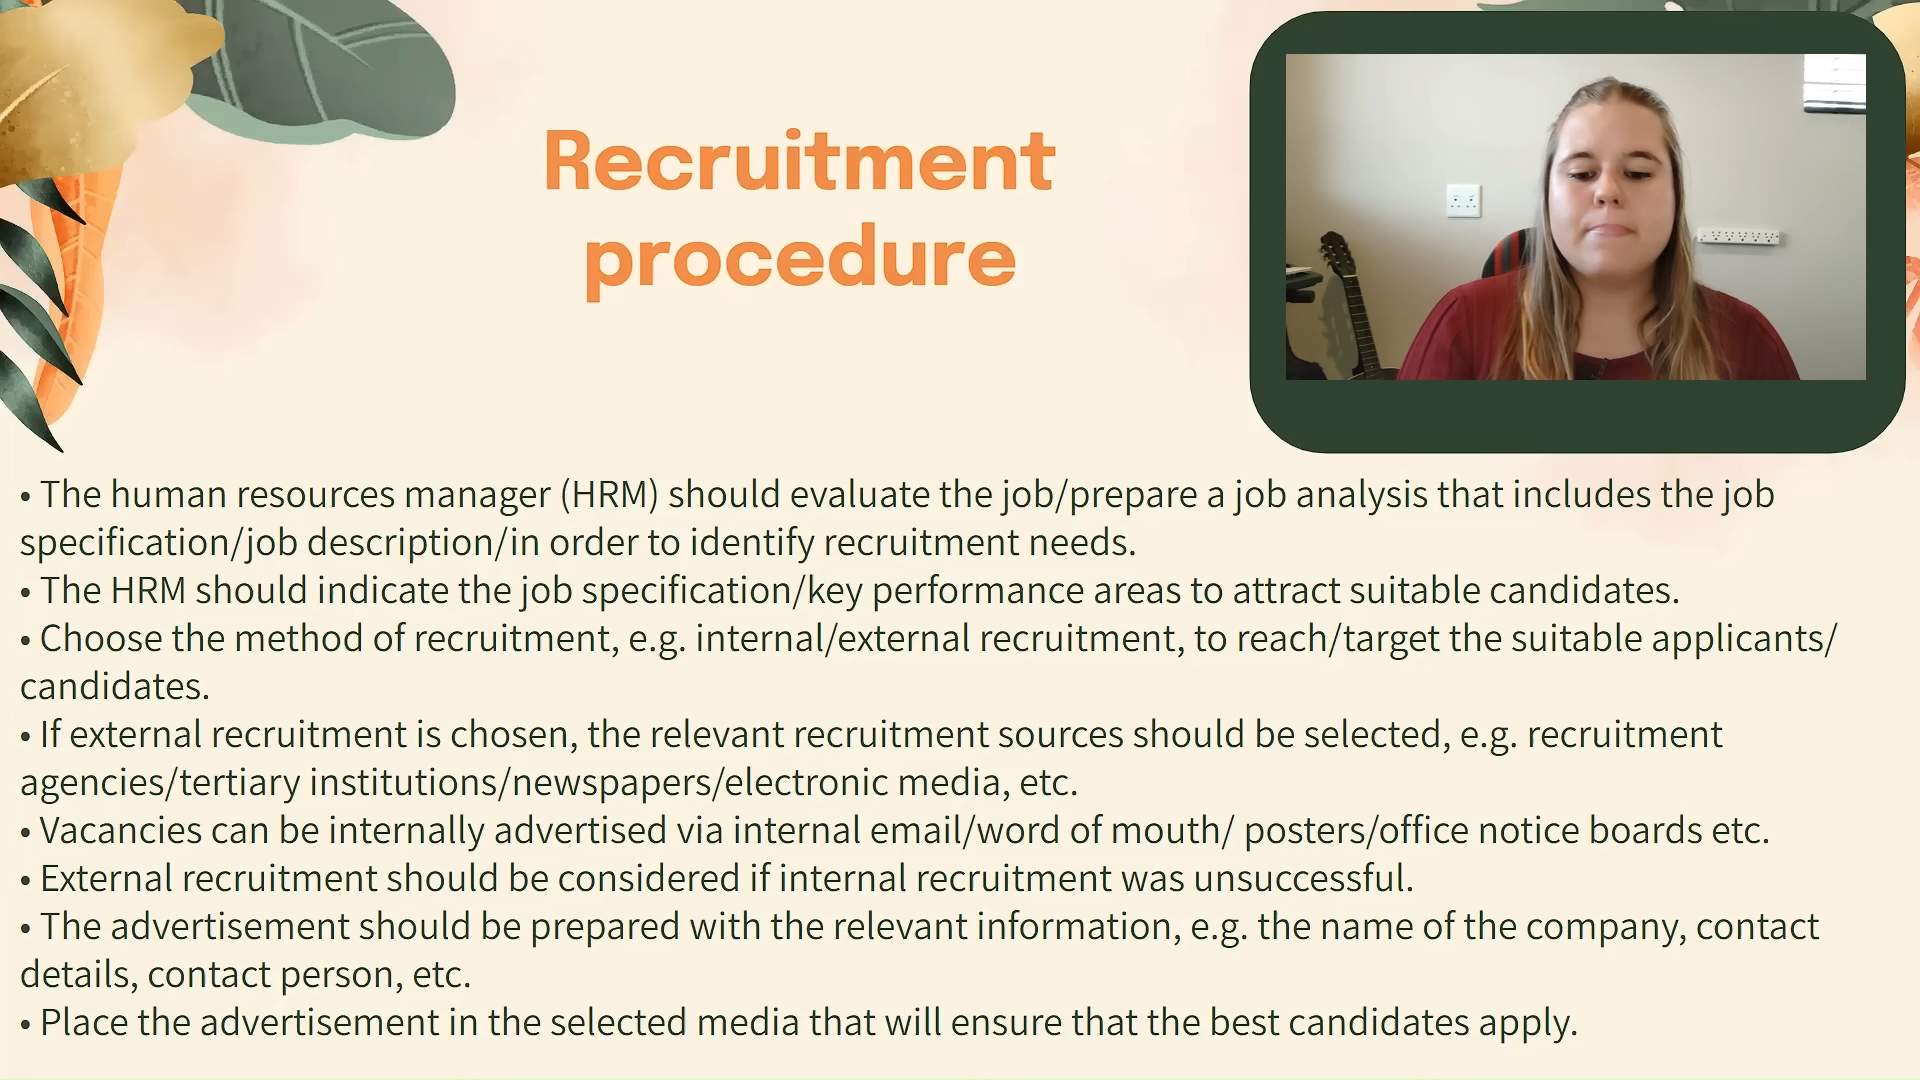 Recruitment
procedure
• The human resources manager (HRM) should evaluate the job/prepare a job analysis that includes the job
specification/job description/in order to identify recruitment needs.
• The HRM should indicate the job specification/key performance areas to attract suitable candidates.
• Choose the method of recruitment, e.g. internal/external recruitment, to reach/target the suitable applicants/
candidates.
• If external recruitment is chosen, the relevant recruitment sources should be selected, e.g. recruitment
agencies/tertiary institutions/newspapers/electronic media, etc.
• Vacancies can be internally advertised via internal email/word of mouth/ posters/office notice boards etc.
• External recruitment should be considered if internal recruitment was unsuccessful.
• The advertisement should be prepared with the relevant information, e.g. the name of the company, contact
details, contact person, etc.
• Place the advertisement in the selected media that will ensure that the best candidates apply.